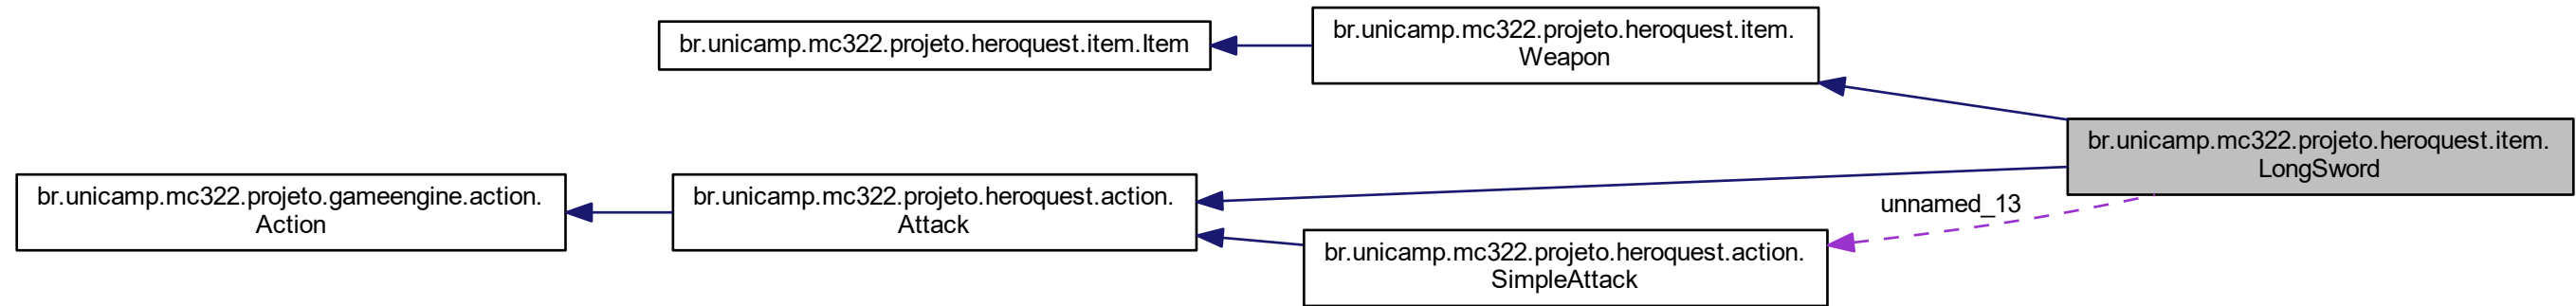 br.unicamp.mc322.projeto.heroquest.item.Item
br.unicamp.mc322.projeto.heroquest.item.
Weapon
br.unicamp.mc322.projeto.heroquest.item.
LongSword
br.unicamp.mc322.projeto.gameengine.action.
Action
br.unicamp.mc322.projeto.heroquest.action.
Attack
unnamed_13
br.unicamp.mc322.projeto.heroquest.action.
SimpleAttack